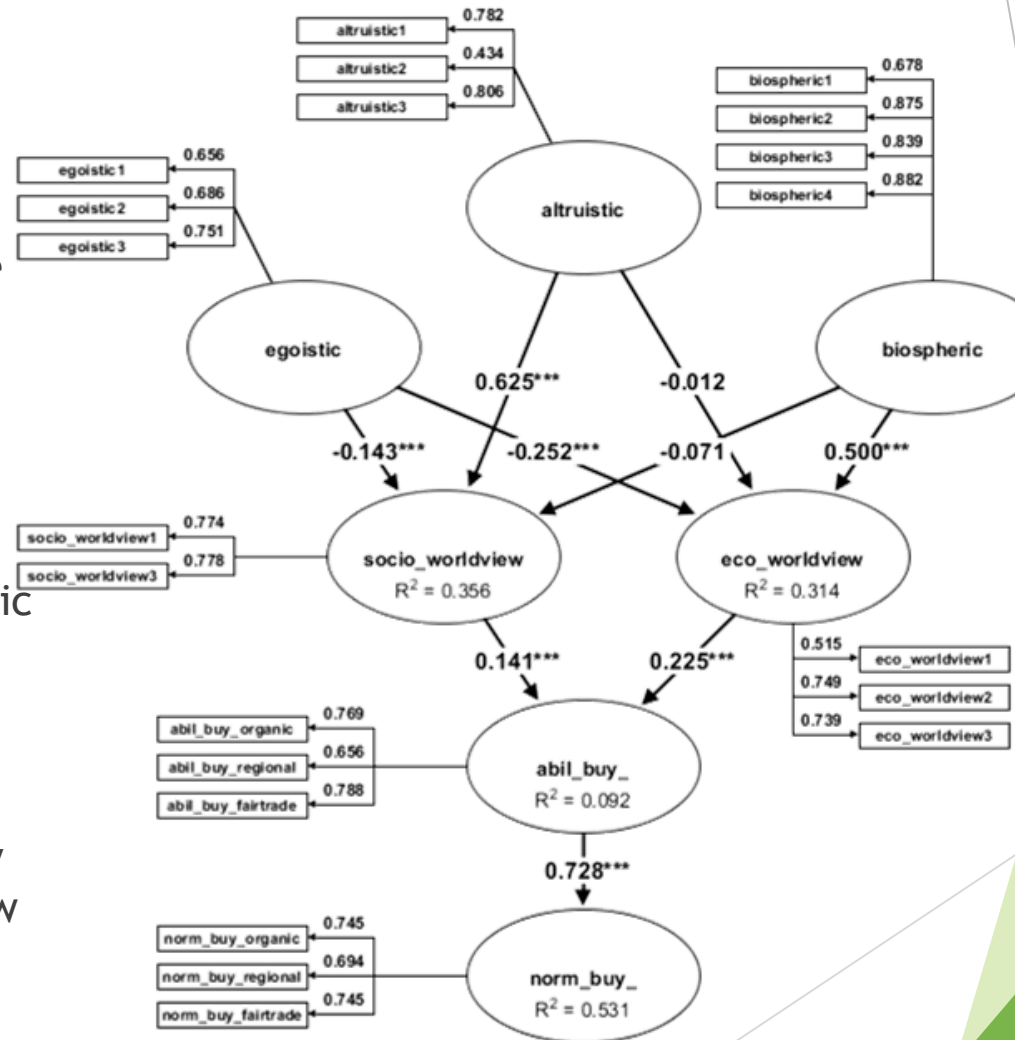 0.782
altruistic1
0.434
altruistic2
0.806
altruistic3
0.678
biospheric1
0.875
biospheric2
0.839
biospheric3
0.882
biospheric4
0.656
egoistic1
0.686
egoistic2
0.751
egoistic3
altruistic
egoistic
biospheric
0.625***
-0.012
-0.143***
-0.252***
-0.071
0.500***
0.774
socio_worldview1
0.778
socio_worldview3
socio_worldview
R² = 0.356
eco_worldview
R² = 0.314
ic
0.141***
0.225***
0.515
eco_worldview1
0.749
eco_worldview2
0.739
eco_worldview3
0.769
abil_buy_organic
0.656
abil_buy_regional
0.788
abil_buy_fairtrade
abil_buy_
R² = 0.092
0.728***
0.745
norm_buy_organic
0.694
norm_buy_regional
0.745
norm_buy_fairtrade
norm_buy_
R² = 0.531